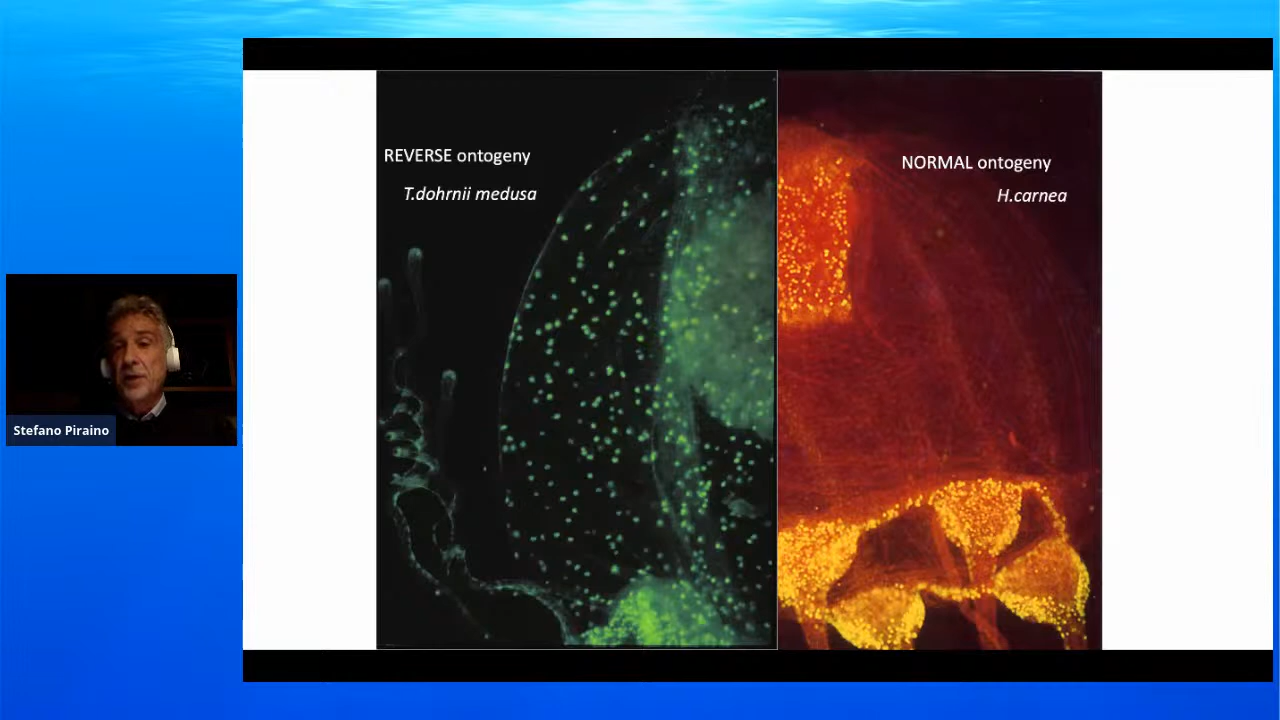 REVERSE ontogeny
T.dohrnii medusa
NORMAL ontogeny
H.carnea
Stefano Piraino